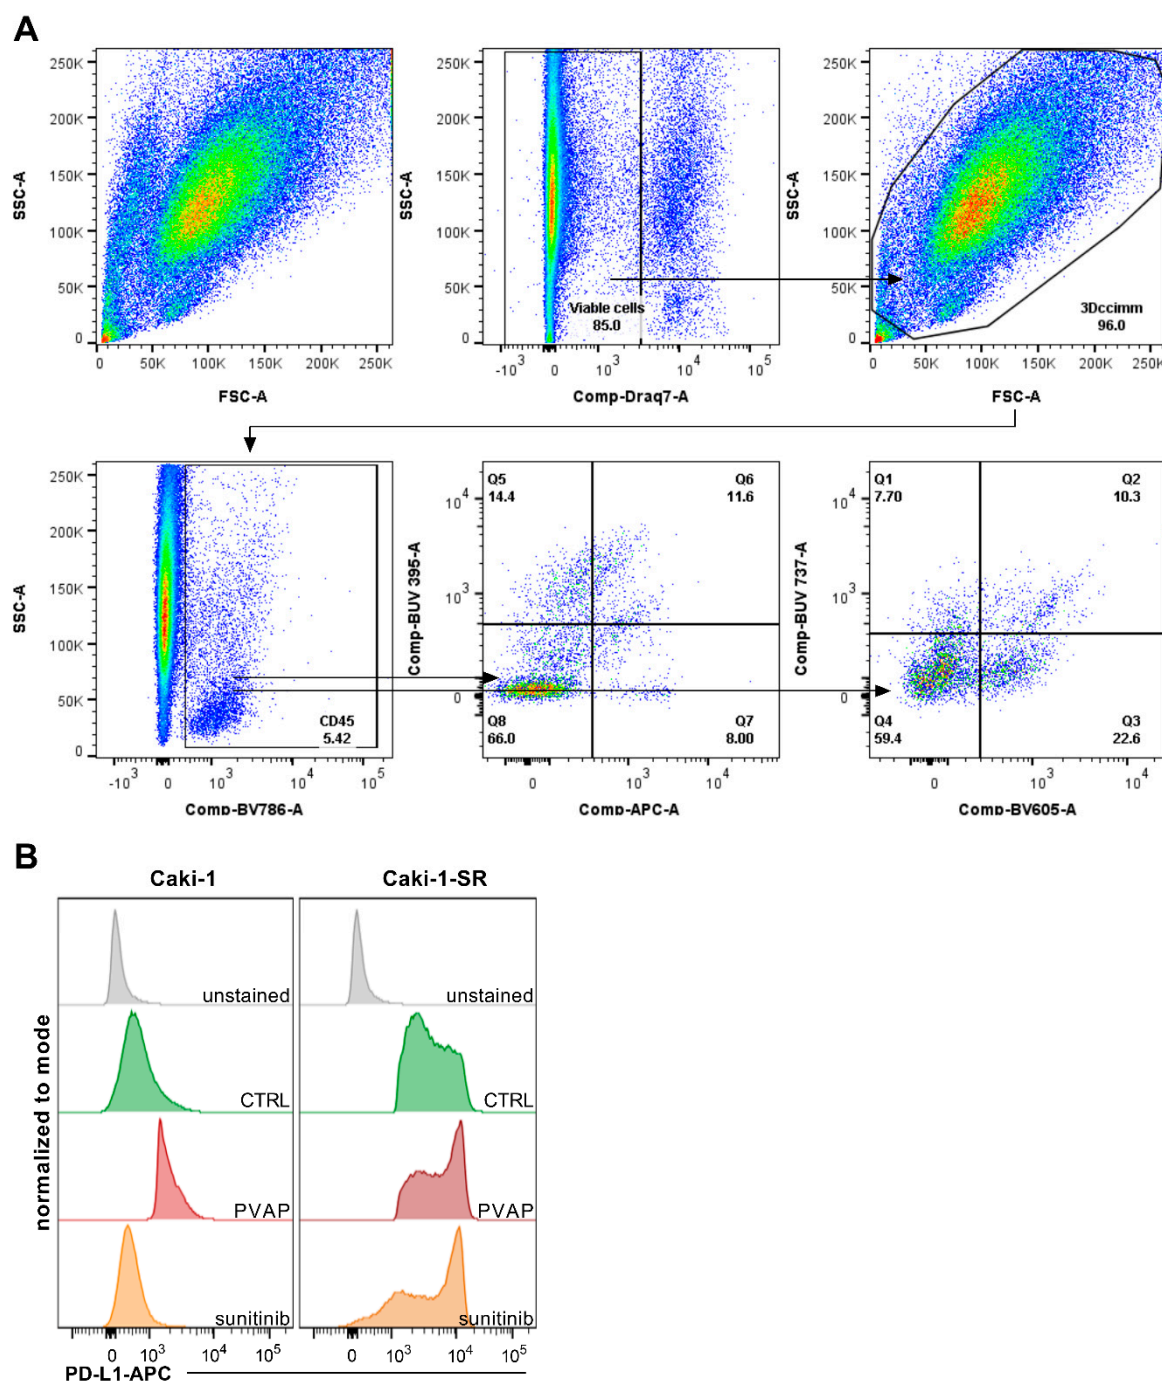 A
250K
200K
150K
100K
50K
0
SSC-A
0
50K
100K
150K
200K
250K
FSC-A
250K
200K
150K
100K
50K
0
SSC-A
Viable cells
85.0
-10³
0
10³
10⁴
10⁵
Comp-Draq7-A
250K
200K
150K
100K
50K
0
SSC-A
3Dccimm
96.0
0
50K
100K
150K
200K
250K
FSC-A
250K
200K
150K
100K
50K
0
SSC-A
CD45
5.42
-10³
0
10³
10⁴
10⁵
Comp-BV786-A
Q5
14.4
Q6
11.6
10⁴
10³
0
Comp-BUV 395-A
Q8
66.0
Q7
8.00
0
10³
10⁴
Comp-APC-A
Q1
7.70
Q2
10.3
10⁴
10³
0
Comp-BUV 737-A
Q4
59.4
Q3
22.6
0
10³
10⁴
Comp-BV605-A
B
Caki-1
Caki-1-SR
normalized to mode
unstained
unstained
CTRL
CTRL
PVAP
PVAP
sunitinib
sunitinib
0 10³ 10⁴ 10⁵
0 10³ 10⁴ 10⁵
PD-L1-APC